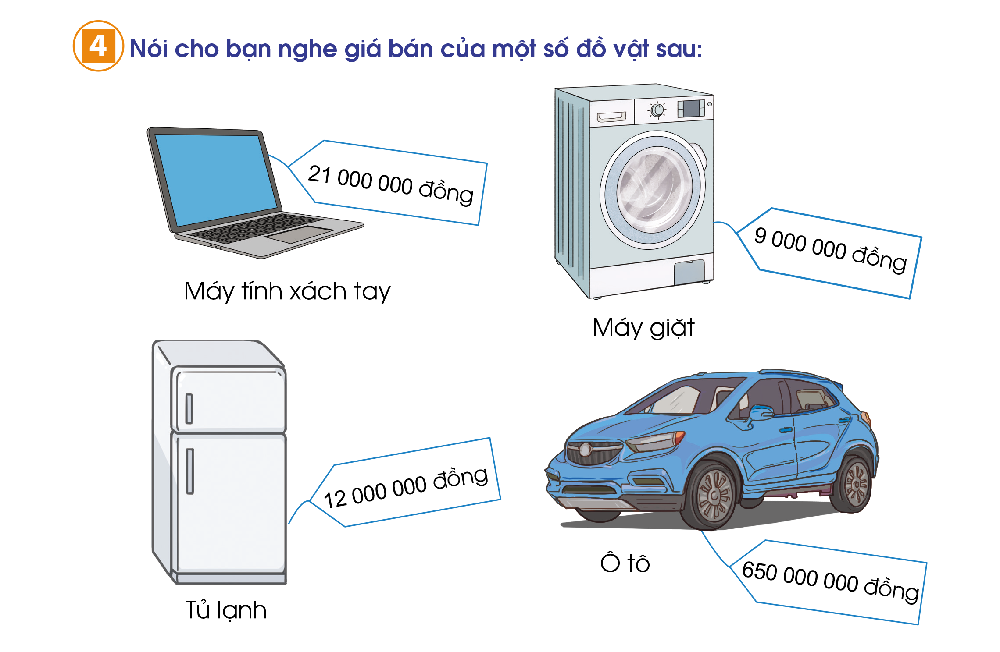 4 Nói cho bạn nghe giá bán của một số đồ vật sau:
21 000 000 đồng
Máy tính xách tay
9 000 000 đồng
Máy giặt
12 000 000 đồng
Tủ lạnh
Ô tô
650 000 000 đồng